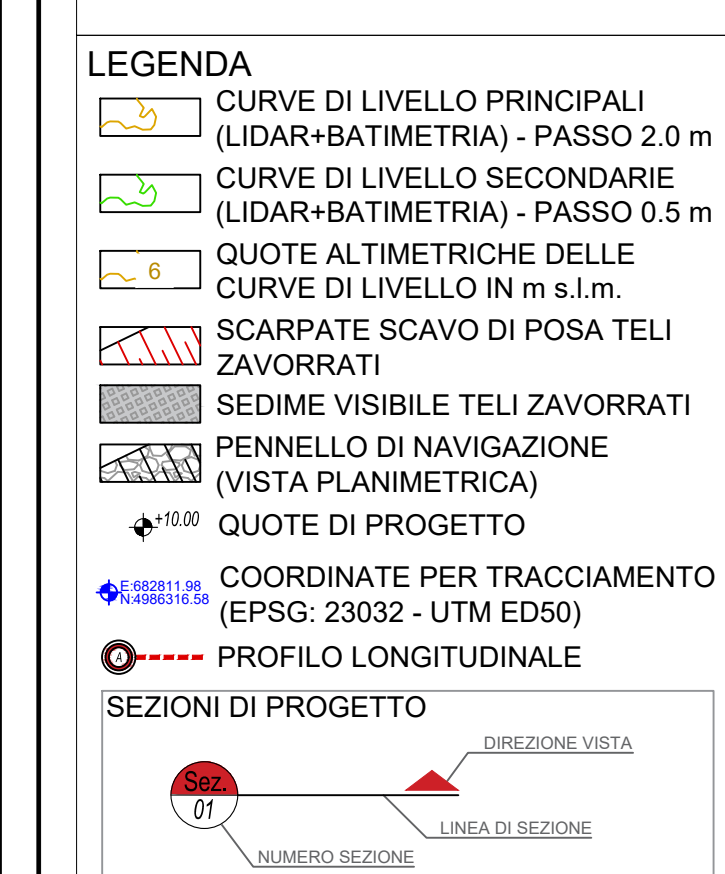 LEGENDA
CURVE DI LIVELLO PRINCIPALI
(LIDAR+BATIMETRIA) - PASSO 2.0 m
CURVE DI LIVELLO SECONDARIE
(LIDAR+BATIMETRIA) - PASSO 0.5 m
6
QUOTE ALTIMETRICHE DELLE
CURVE DI LIVELLO IN m s.l.m.
SCARPATE SCAVO DI POSA TELI
ZAVORRATI
SEDIME VISIBILE TELI ZAVORRATI
PENNELLO DI NAVIGAZIONE
(VISTA PLANIMETRICA)
+10.00 QUOTE DI PROGETTO
E:682811.98
N:4986316.58
COORDINATE PER TRACCIAMENTO
(EPSG: 23032 - UTM ED50)
A PROFILO LONGITUDINALE
SEZIONI DI PROGETTO
DIREZIONE VISTA
Sez.
01
LINEA DI SEZIONE
NUMERO SEZIONE